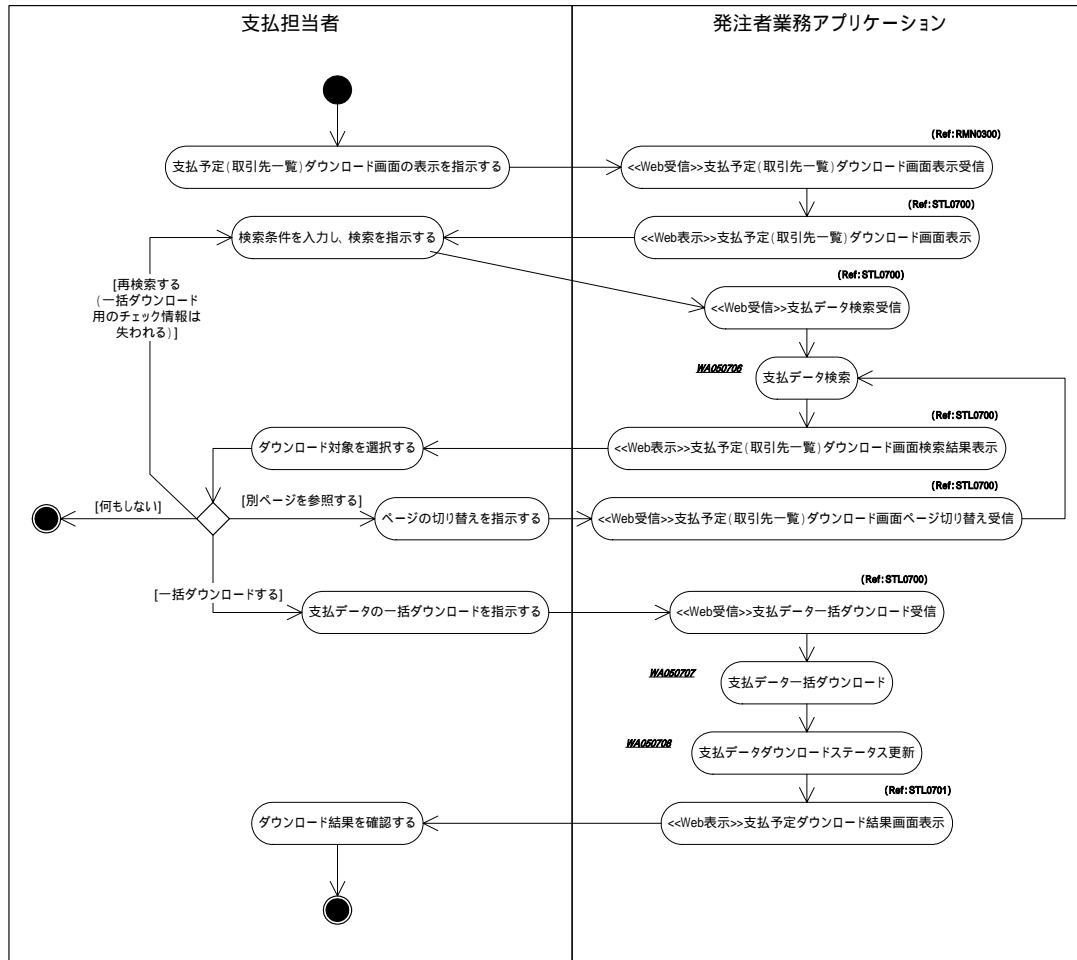 支払担当者
発注者業務アプリケーション
(Ref:RMN0300)
支払予定(取引先一覧)ダウンロード画面の表示を指示する
<<Web受信>>支払予定(取引先一覧)ダウンロード画面表示受信
(Ref:STL0700)
検索条件を入力し、検索を指示する
<<Web表示>>支払予定(取引先一覧)ダウンロード画面表示
[再検索する
(一括ダウンロード
用のチェック情報は
失われる)]
(Ref:STL0700)
<<Web受信>>支払データ検索受信
WA050706
支払データ検索
(Ref:STL0700)
ダウンロード対象を選択する
<<Web表示>>支払予定(取引先一覧)ダウンロード画面検索結果表示
(Ref:STL0700)
[何もしない]
[別ページを参照する]
ページの切り替えを指示する
<<Web受信>>支払予定(取引先一覧)ダウンロード画面ページ切り替え受信
(Ref:STL0700)
[一括ダウンロードする]
支払データの一括ダウンロードを指示する
<<Web受信>>支払データ一括ダウンロード受信
WA050707
支払データ一括ダウンロード
WA050708
支払データダウンロードステータス更新
(Ref:STL0701)
ダウンロード結果を確認する
<<Web表示>>支払予定ダウンロード結果画面表示